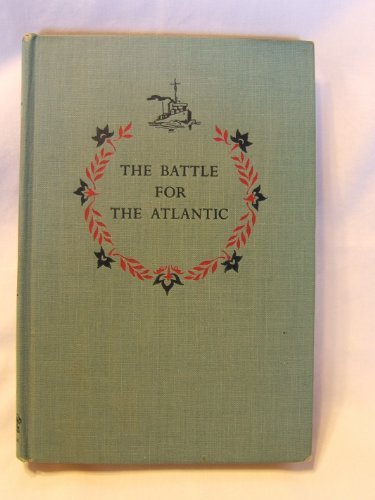 THE BATTLE
FOR
THE ATLANTIC